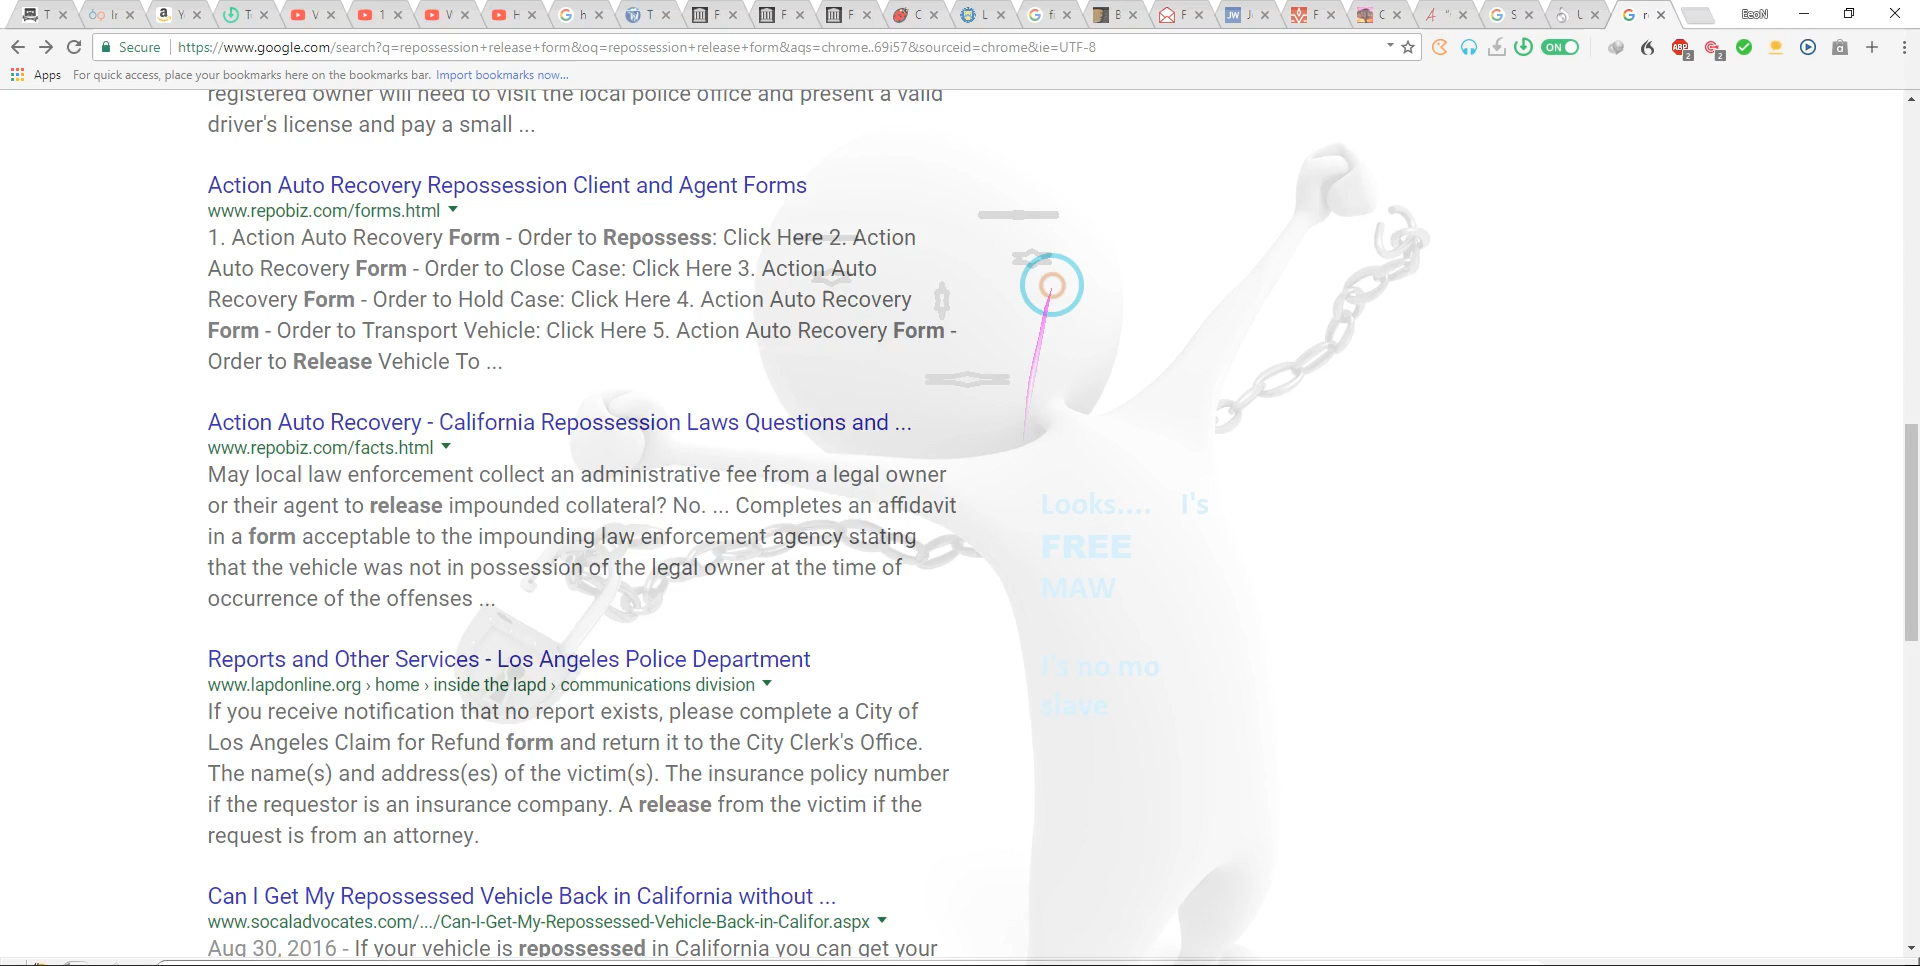 T
Ir
Y
T
V
1
V
H
h
T
F
F
F
C
L
fi
E
F
J
F
C
"
S
U
r
EeoN
Secure
https://www.google.com/search?q=repossession+release+form&oq=repossession+release+form&aqs=chrome..69i57&sourceid=chrome&ie=UTF-8
ON
ABP
2
2
Apps
For quick access, place your bookmarks here on the bookmarks bar. Import bookmarks now...
registered owner will need to visit the local police office and present a valid
driver's license and pay a small ...
Action Auto Recovery Repossession Client and Agent Forms
www.repobiz.com/forms.html
1. Action Auto Recovery Form - Order to Repossess: Click Here 2. Action
Auto Recovery Form - Order to Close Case: Click Here 3. Action Auto
Recovery Form - Order to Hold Case: Click Here 4. Action Auto Recovery
Form - Order to Transport Vehicle: Click Here 5. Action Auto Recovery Form -
Order to Release Vehicle To ...
Action Auto Recovery - California Repossession Laws Questions and ...
www.repobiz.com/facts.html
May local law enforcement collect an administrative fee from a legal owner
or their agent to release impounded collateral? No. ... Completes an affidavit
in a form acceptable to the impounding law enforcement agency stating
that the vehicle was not in possession of the legal owner at the time of
occurrence of the offenses ...
Looks.... I's
FREE
MAW
I's no mo
slave
Reports and Other Services - Los Angeles Police Department
www.lapdonline.org › home › inside the lapd › communications division
If you receive notification that no report exists, please complete a City of
Los Angeles Claim for Refund form and return it to the City Clerk's Office.
The name(s) and address(es) of the victim(s). The insurance policy number
if the requestor is an insurance company. A release from the victim if the
request is from an attorney.
Can I Get My Repossessed Vehicle Back in California without ...
www.socaladvocates.com/.../Can-I-Get-My-Repossessed-Vehicle-Back-in-Califor.aspx
Aug 30, 2016 - If your vehicle is repossessed in California you can get your